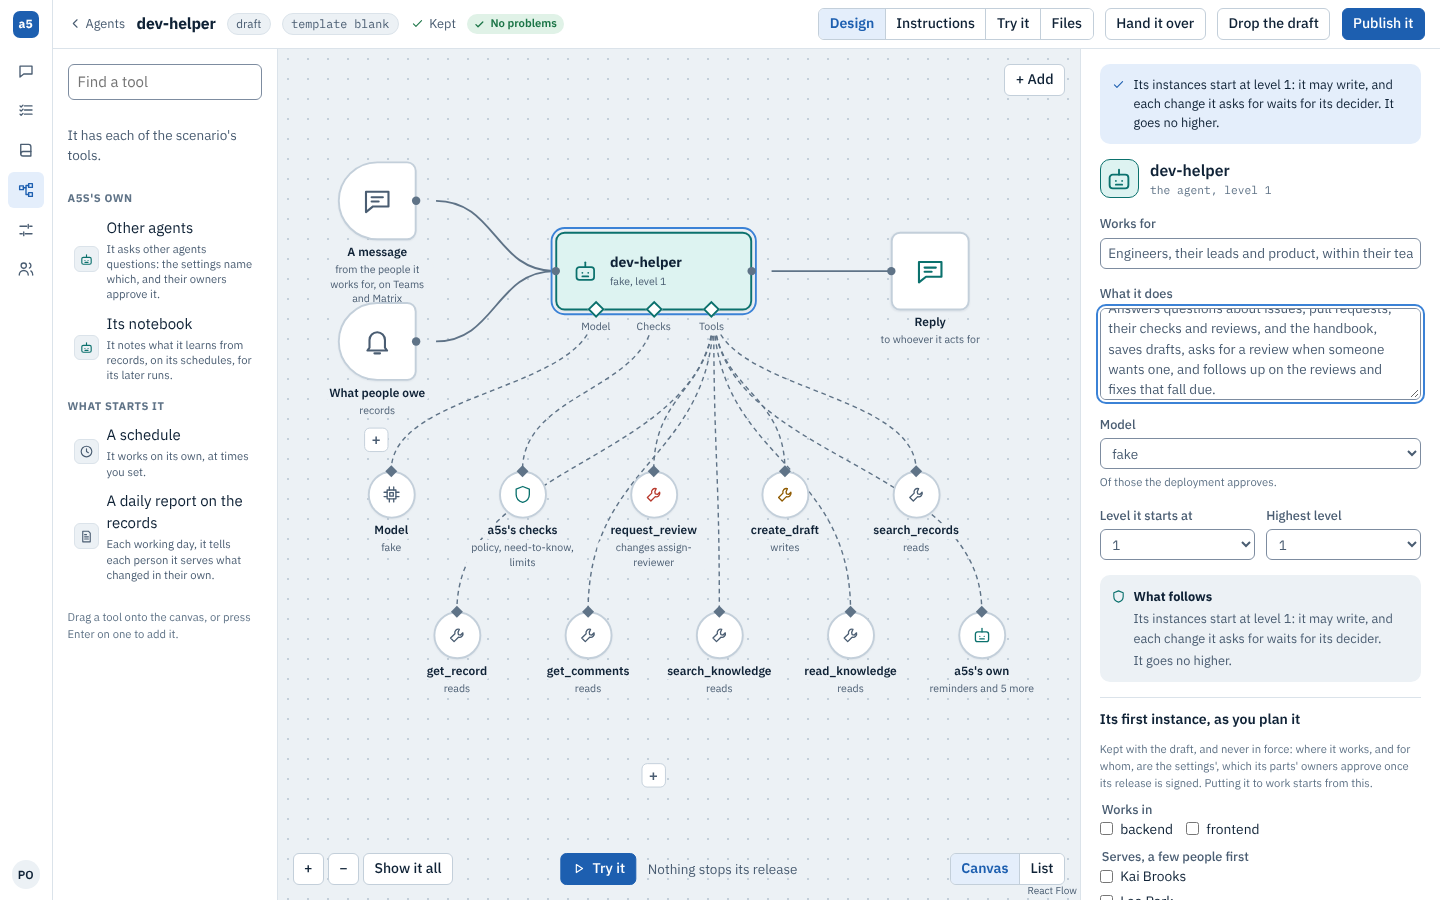 a5
Agents
dev-helper
draft
template blank
Kept
No problems
Design
Instructions
Try it
Files
Hand it over
Drop the draft
Publish it
Find a tool
It has each of the scenario's
tools.
A5S'S OWN
Other agents
It asks other agents
questions: the settings name
which, and their owners
approve it.
Its notebook
It notes what it learns from
records, on its schedules, for
its later runs.
WHAT STARTS IT
A schedule
It works on its own, at times
you set.
A daily report on the
records
Each working day, it tells
each person it serves what
changed in their own.
Drag a tool onto the canvas, or press
Enter on one to add it.
PO
+ Add
A message
from the people it
works for, on Teams
and Matrix
What people owe
records
+
dev-helper
fake, level 1
Model
Checks
Tools
Reply
to whoever it acts for
Model
fake
a5s's checks
policy, need-to-know,
limits
request_review
changes assign-
reviewer
create_draft
writes
search_records
reads
get_record
reads
get_comments
reads
search_knowledge
reads
read_knowledge
reads
a5s's own
reminders and 5 more
+
+
−
Show it all
Try it
Nothing stops its release
Canvas
List
React Flow
Its instances start at level 1: it may write, and
each change it asks for waits for its decider. It
goes no higher.
dev-helper
the agent, level 1
Works for
Engineers, their leads and product, within their tea
What it does
Answers questions about issues, pull requests,
their checks and reviews, and the handbook,
saves drafts, asks for a review when someone
wants one, and follows up on the reviews and
fixes that fall due.
Model
fake
Of those the deployment approves.
Level it starts at
Highest level
1
1
What follows
Its instances start at level 1: it may write, and
each change it asks for waits for its decider.
It goes no higher.
Its first instance, as you plan it
Kept with the draft, and never in force: where it works, and for
whom, are the settings', which its parts' owners approve once
its release is signed. Putting it to work starts from this.
Works in
backend
frontend
Serves, a few people first
Kai Brooks